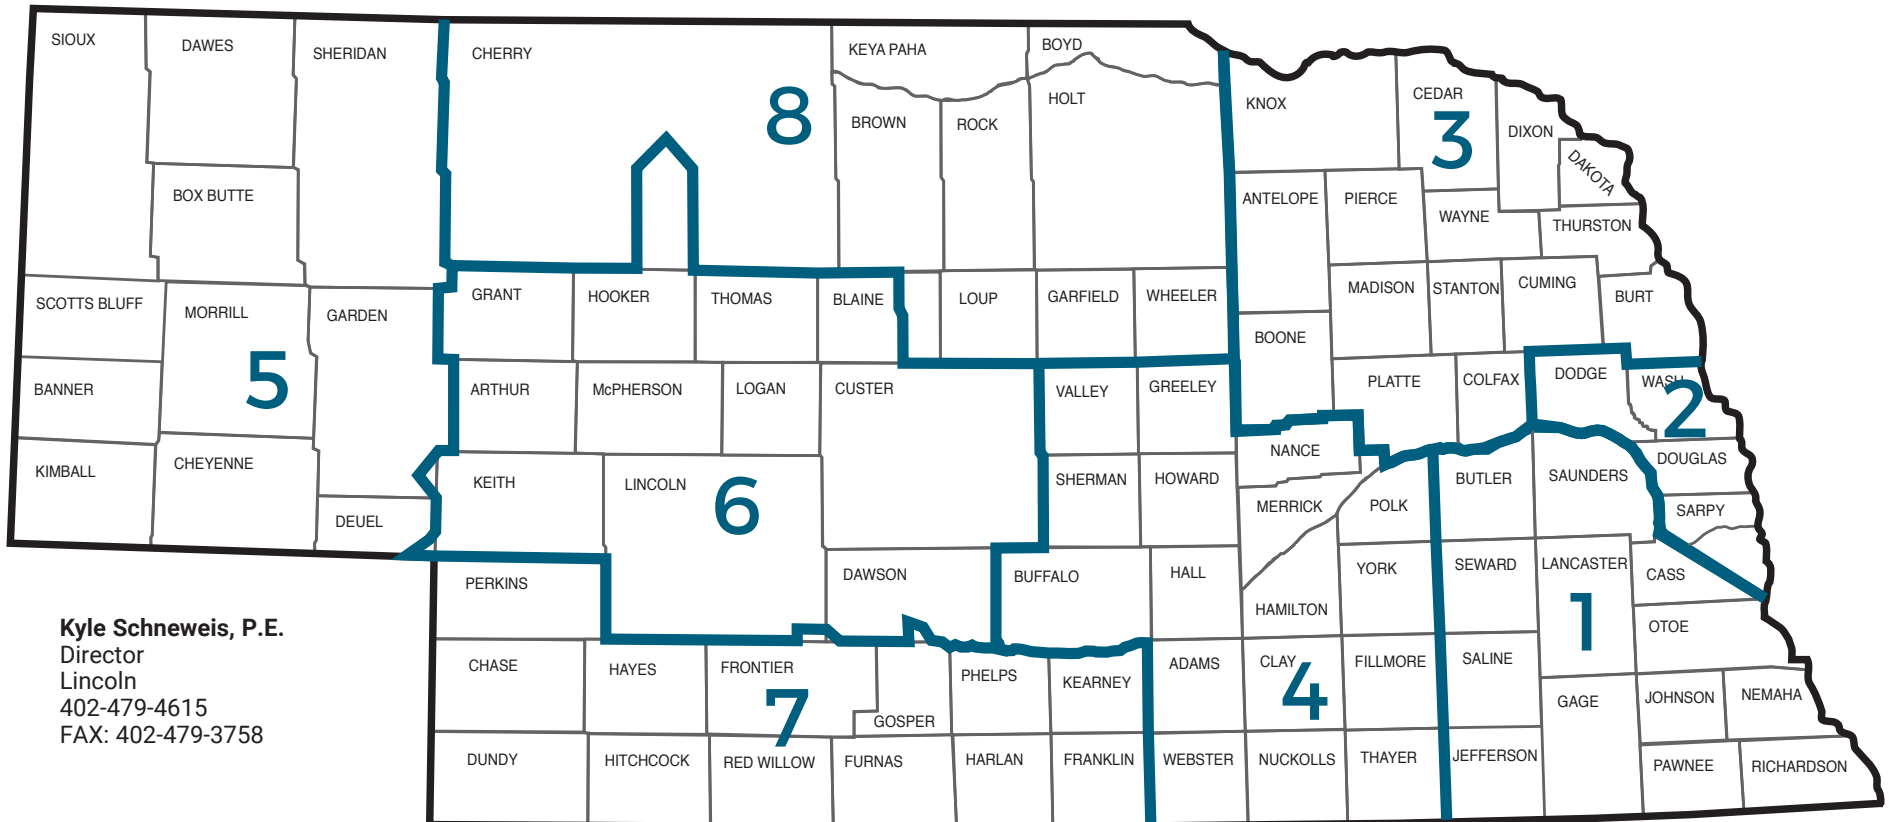 SIOUX
DAWES
SHERIDAN
CHERRY
KEYA PAHA
BOYD
8
KNOX
CEDAR
3
DIXON
DAKOTA
BROWN
ROCK
HOLT
BOX BUTTE
ANTELOPE
PIERCE
WAYNE
THURSTON
SCOTTS BLUFF
MORRILL
GARDEN
GRANT
HOOKER
THOMAS
BLAINE
LOUP
GARFIELD
WHEELER
MADISON
STANTON
CUMING
BURT
BOONE
5
BANNER
ARTHUR
McPHERSON
LOGAN
CUSTER
VALLEY
GREELEY
PLATTE
COLFAX
DODGE
WASH
2
KIMBALL
CHEYENNE
KEITH
LINCOLN
6
SHERMAN
HOWARD
NANCE
MERRICK
POLK
BUTLER
SAUNDERS
DOUGLAS
SARPY
DEUEL
PERKINS
DAWSON
BUFFALO
HALL
HAMILTON
YORK
SEWARD
LANCASTER
CASS
1
OTOE
CHASE
HAYES
FRONTIER
7
GOSPER
PHELPS
KEARNEY
ADAMS
CLAY
4
FILLMORE
SALINE
GAGE
JOHNSON
NEMAHA
DUNDY
HITCHCOCK
RED WILLOW
FURNAS
HARLAN
FRANKLIN
WEBSTER
NUCKOLLS
THAYER
JEFFERSON
PAWNEE
RICHARDSON
Kyle Schneweis, P.E.
Director
Lincoln
402-479-4615
FAX: 402-479-3758